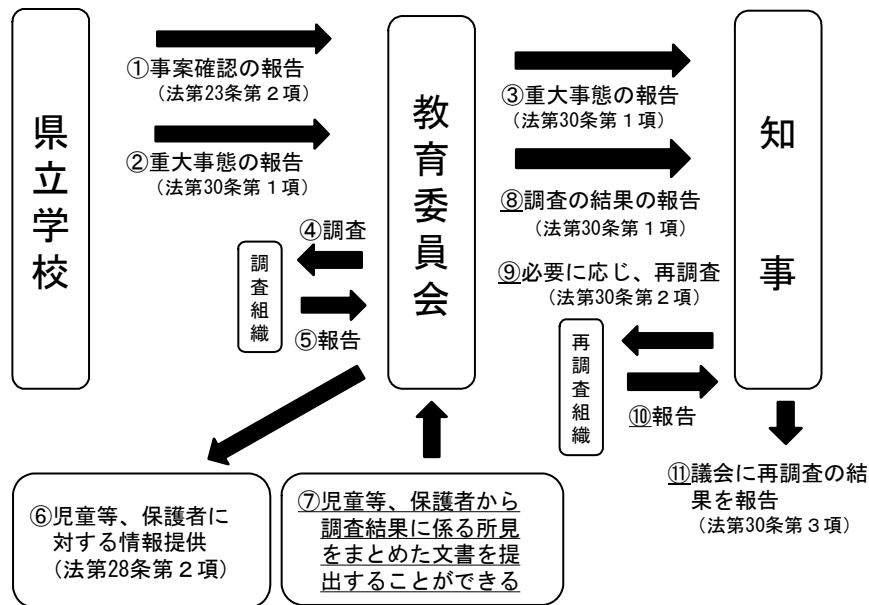 県立学校
①事案確認の報告
（法第23条第２項）
②重大事態の報告
（法第30条第１項）
④調査
調査組織
⑤報告
教育委員会
③重大事態の報告
（法第30条第１項）
⑧調査の結果の報告
（法第30条第１項）
⑨必要に応じ、再調査
（法第30条第２項）
再調査組織
⑩報告
知事
⑥児童等、保護者に
対する情報提供
（法第28条第２項）
⑦児童等、保護者から
調査結果に係る所見
をまとめた文書を提
出することができる
⑪議会に再調査の結
果を報告
（法第30条第３項）